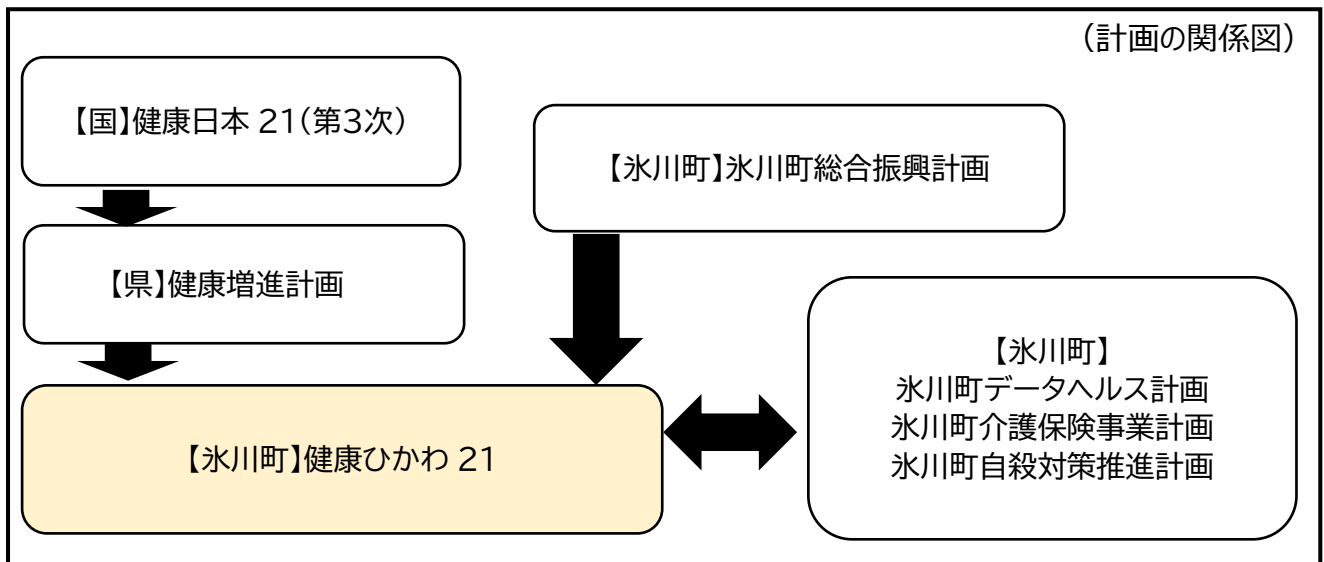 （計画の関係図）
【国】健康日本 21（第3次）
【氷川町】氷川町総合振興計画
【県】健康増進計画
【氷川町】健康ひかわ 21
【氷川町】
氷川町データヘルス計画
氷川町介護保険事業計画
氷川町自殺対策推進計画